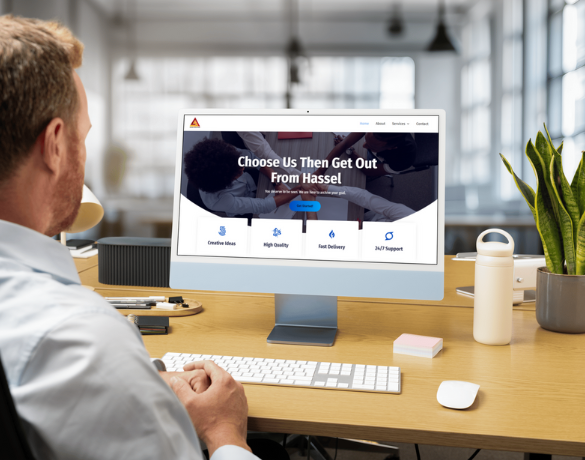 Home About Services Contact
Choose Us Then Get Out
From Hassel
Creative Ideas
High Quality
Fast Delivery
24/7 Support